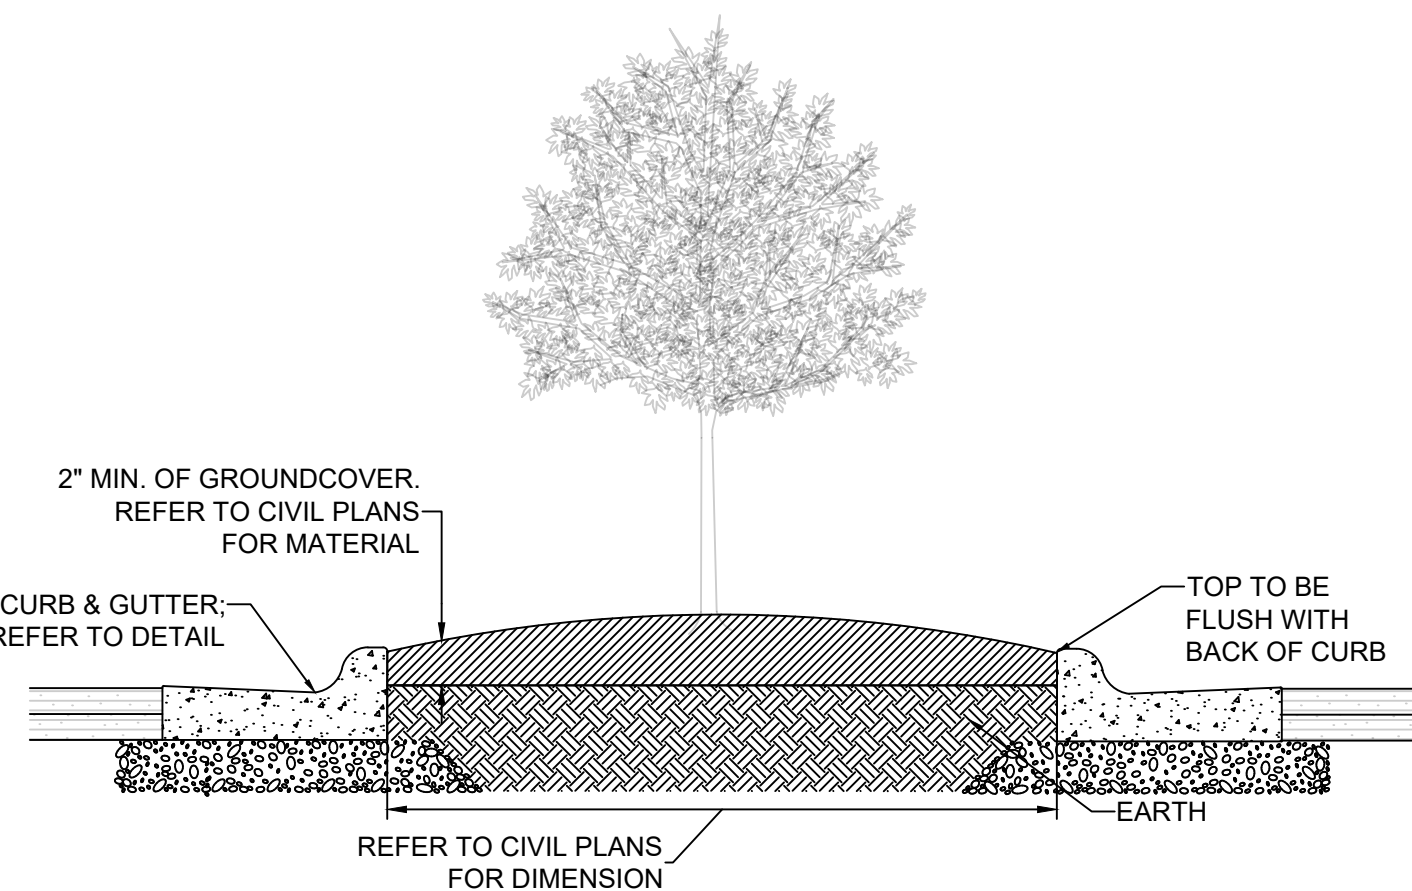 2" MIN. OF GROUNDCOVER.
REFER TO CIVIL PLANS
FOR MATERIAL
CURB & GUTTER;
REFER TO DETAIL
TOP TO BE
FLUSH WITH
BACK OF CURB
EARTH
REFER TO CIVIL PLANS
FOR DIMENSION